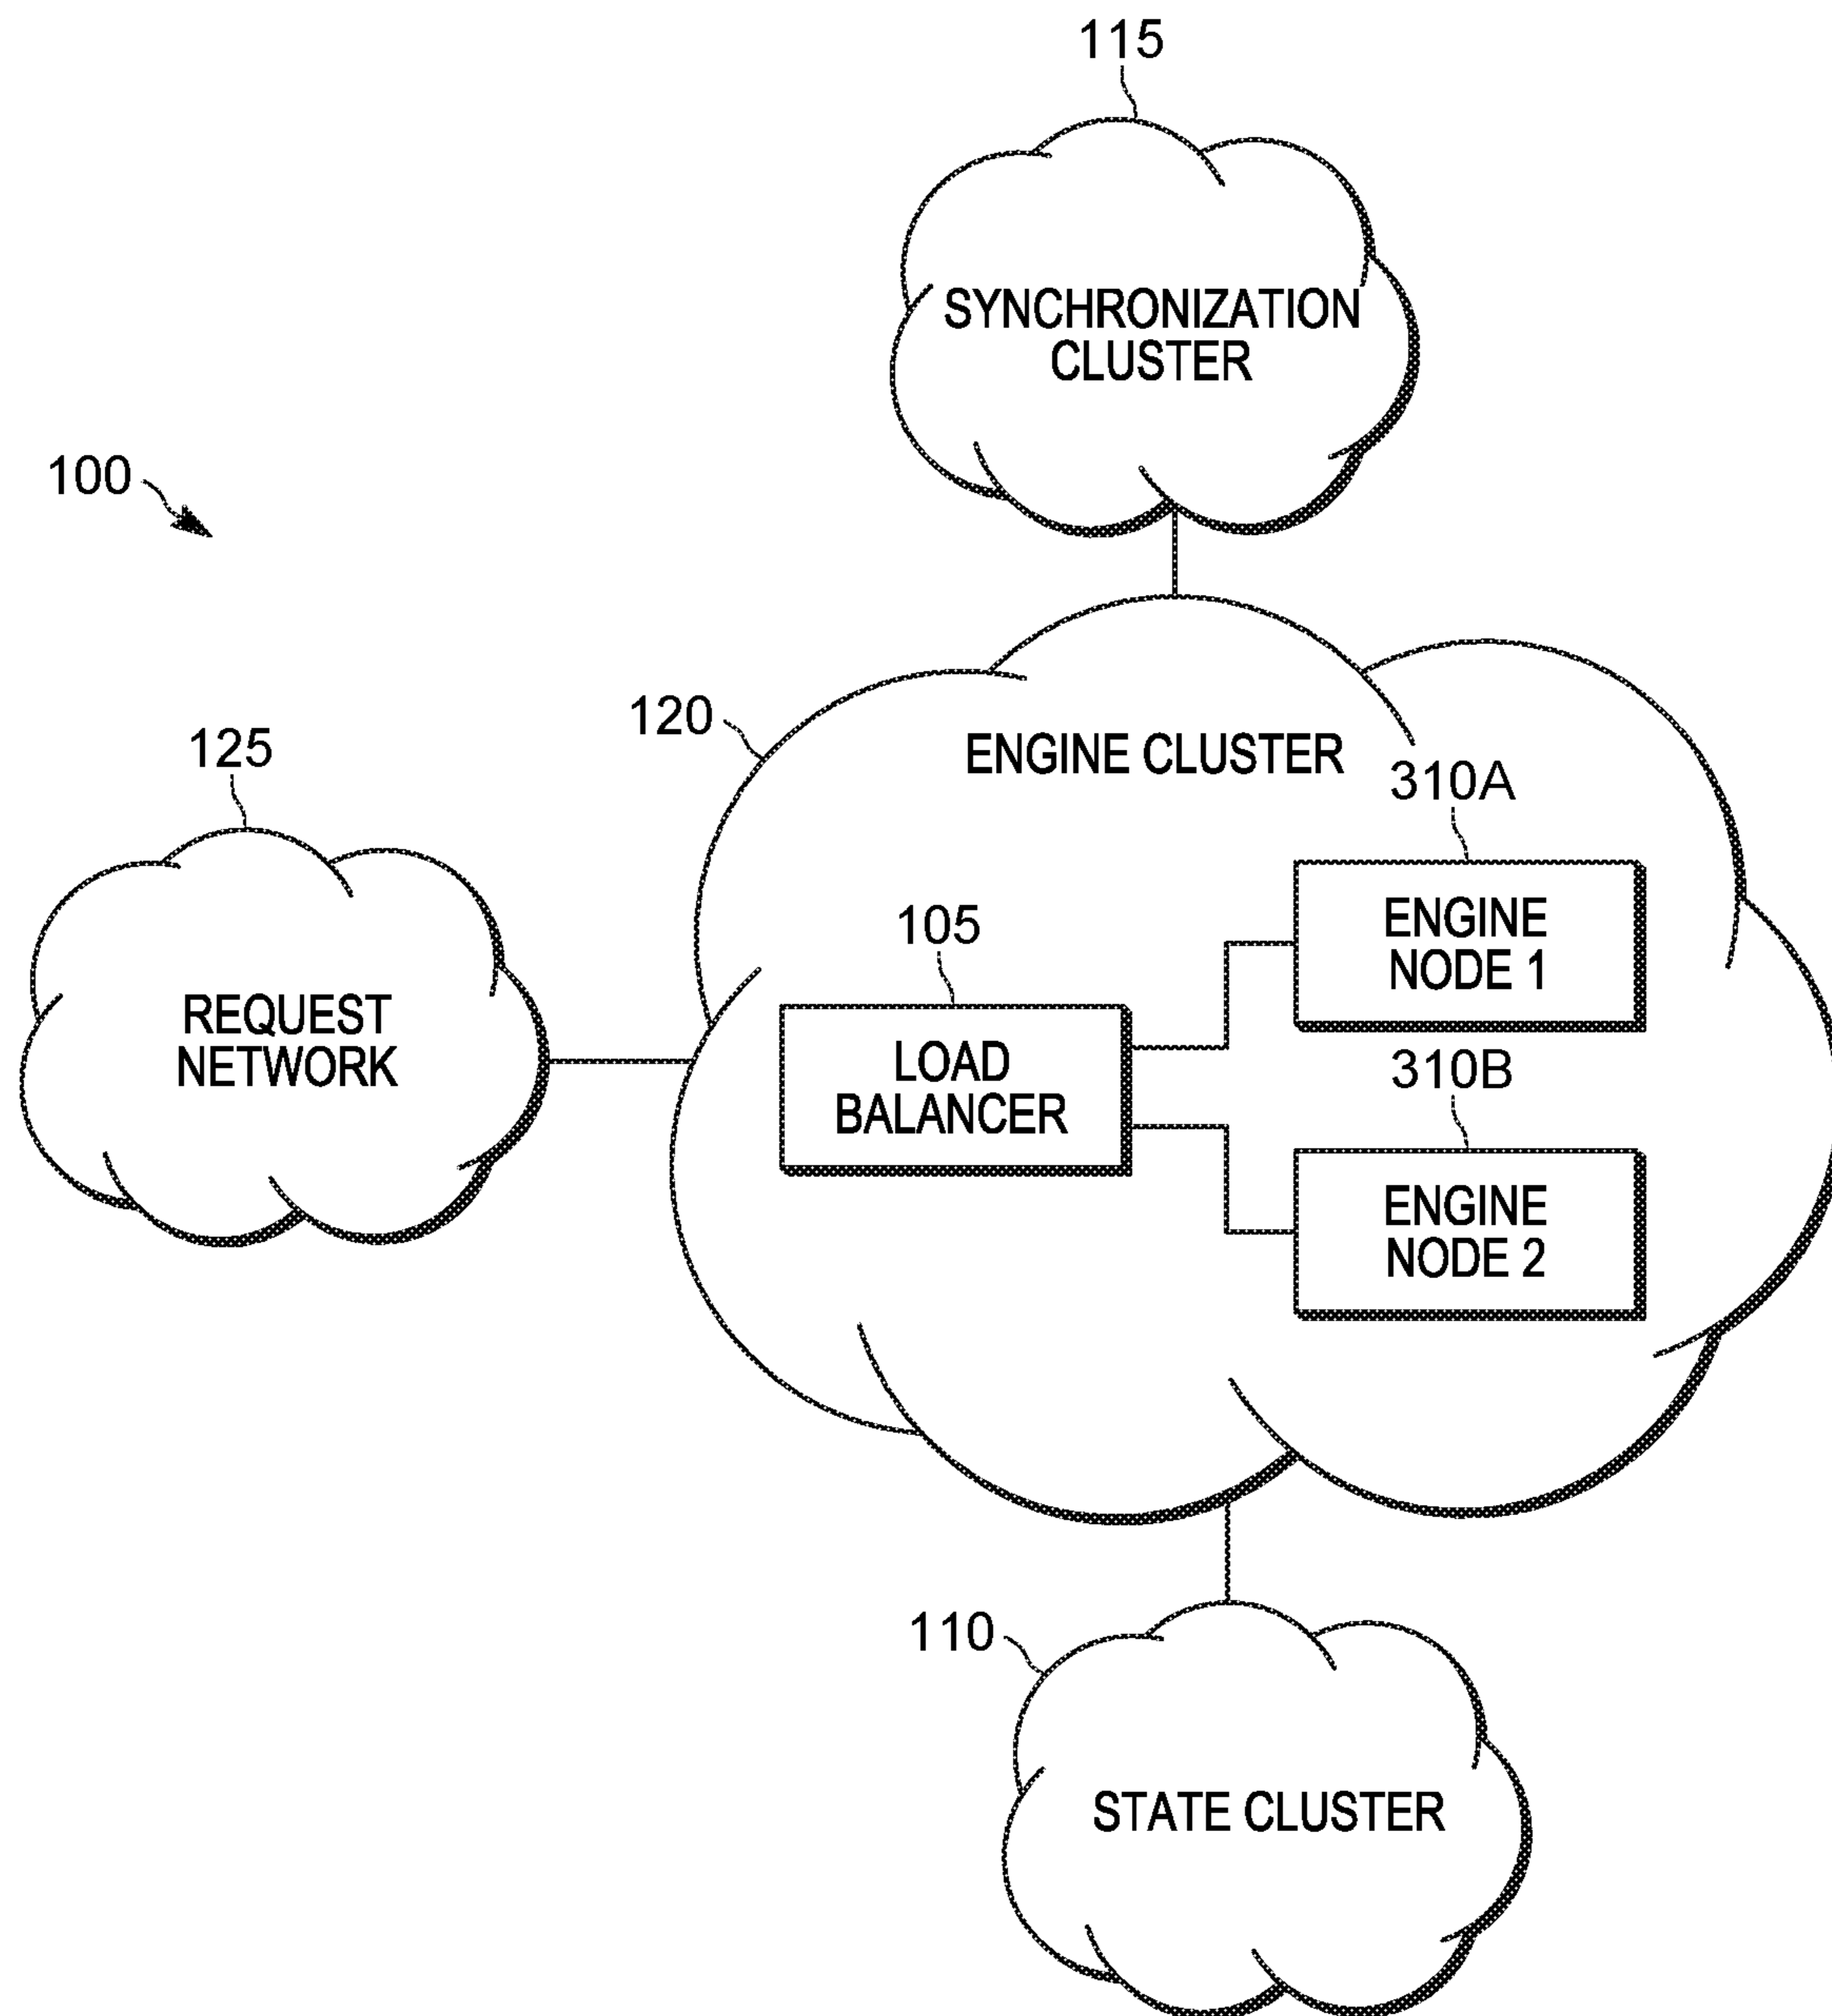 115
SYNCHRONIZATION
CLUSTER
100
120
ENGINE CLUSTER
125
310A
ENGINE
NODE 1
105
REQUEST
NETWORK
LOAD
BALANCER
310B
ENGINE
NODE 2
110
STATE CLUSTER